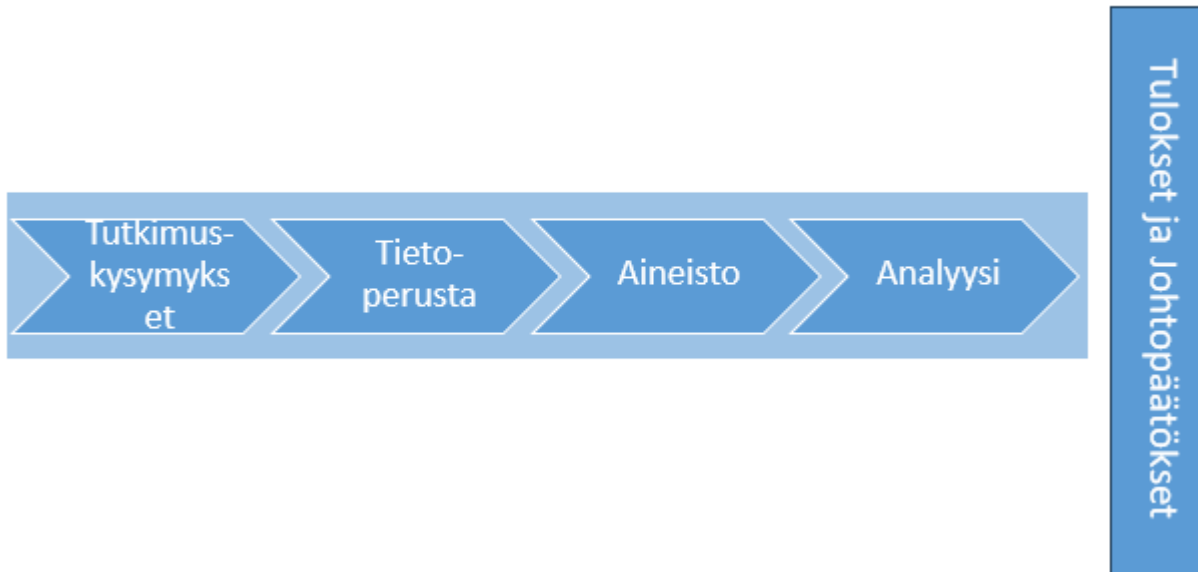 Tutkimus-
kysymyks
et
Tieto-
perusta
Aineisto
Analyysi
Tulokset ja Johtopäätökset